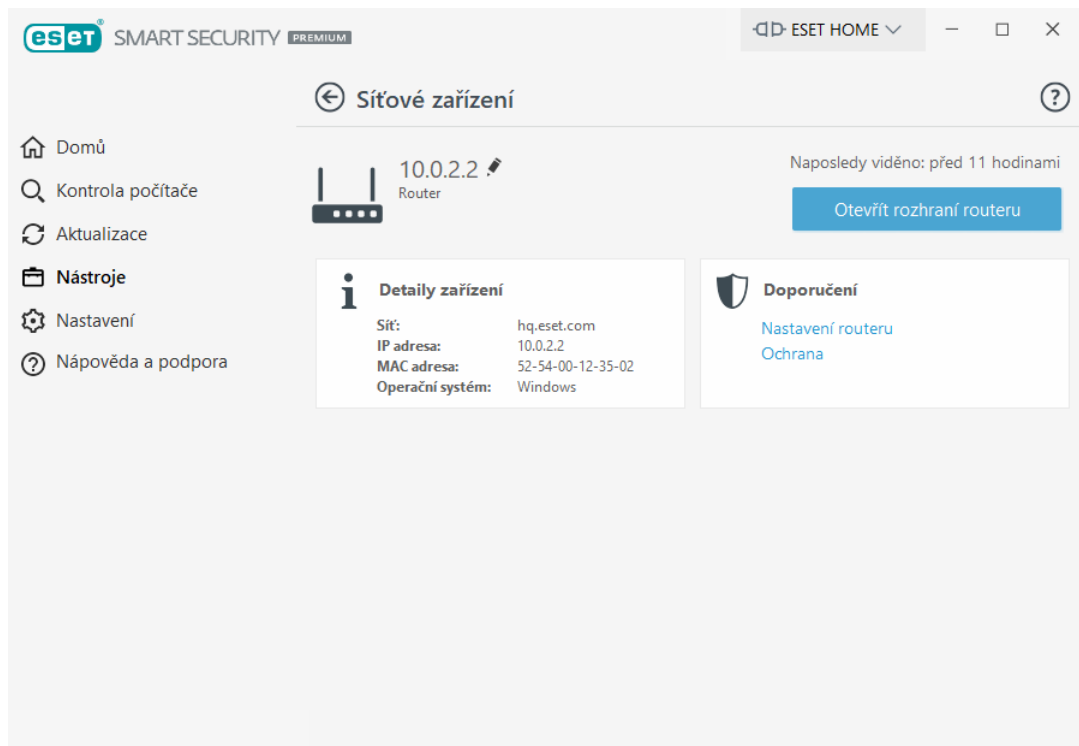 eset® SMART SECURITY PREMIUM
ESET HOME
Síťové zařízení
?
Domů
Kontrola počítače
Aktualizace
Nástroje
Nastavení
Nápověda a podpora
10.0.2.2
Router
Naposledy viděno: před 11 hodinami
Otevřít rozhraní routeru
Detaily zařízení
Síť: hq.eset.com
IP adresa: 10.0.2.2
MAC adresa: 52-54-00-12-35-02
Operační systém: Windows
Doporučení
Nastavení routeru
Ochrana